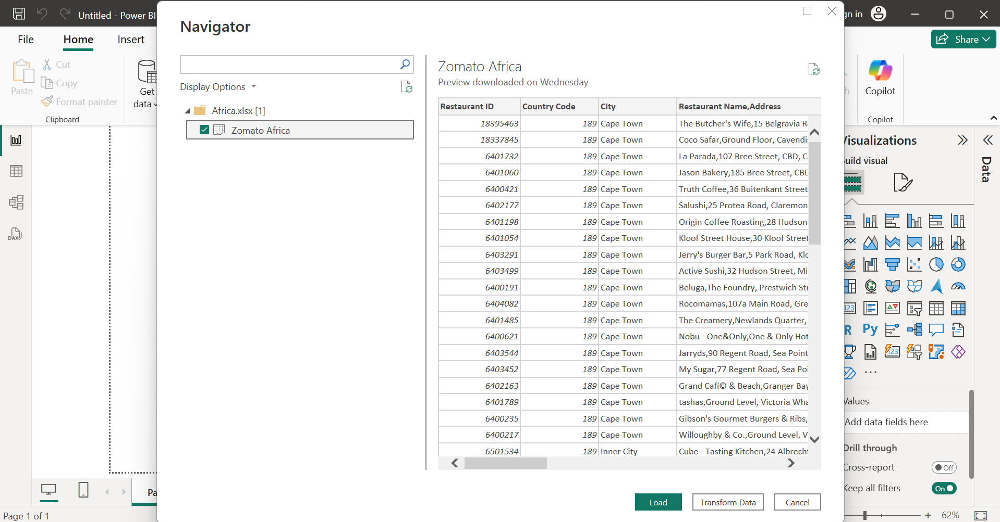 Untitled - Power BI
gn in
File Home Insert
Share
Paste
Cut
Copy
Format painter
Clipboard
Get
data
Copilot
Copilot
DAX
Navigator
Display Options
Africa.xlsx [1]
Zomato Africa
Zomato Africa
Preview downloaded on Wednesday
Restaurant ID Country Code City Restaurant Name,Address
18395463 189 Cape Town The Butcher's Wife,15 Belgravia R
18337845 189 Cape Town Coco Safar,Ground Floor, Cavendi
6401732 189 Cape Town La Parada,107 Bree Street, CBD, C
6401060 189 Cape Town Jason Bakery,185 Bree Street, CBD
6400421 189 Cape Town Truth Coffee,36 Buitenkant Street
6402177 189 Cape Town Salushi,25 Protea Road, Claremon
6401198 189 Cape Town Origin Coffee Roasting,28 Hudson
6401054 189 Cape Town Kloof Street House,30 Kloof Street
6403291 189 Cape Town Jerry's Burger Bar,5 Park Road, Klo
6403499 189 Cape Town Active Sushi,32 Hudson Street, Mi
6400191 189 Cape Town Beluga,The Foundry, Prestwich Str
6404082 189 Cape Town Rocomamas,107a Main Road, Gre
6401485 189 Cape Town The Creamery,Newlands Quarter,
6400621 189 Cape Town Nobu - One&Only,One & Only Hot
6403544 189 Cape Town Jarryds,90 Regent Road, Sea Point
6403452 189 Cape Town My Sugar,77 Regent Road, Sea Poi
6402163 189 Cape Town Grand Cafí© & Beach,Granger Bay
6401789 189 Cape Town tashas,Ground Level, Victoria Wha
6400235 189 Cape Town Gibson's Gourmet Burgers & Ribs,
6400217 189 Cape Town Willoughby & Co.,Ground Level, V
6501534 189 Inner City Cube - Tasting Kitchen,24 Albrecht
Load Transform Data Cancel
Visualizations
uild visual
Data
123
R Py
123
Values
Add data fields here
Drill through
Cross-report Off
Keep all filters On
Pa
Page 1 of 1
62%